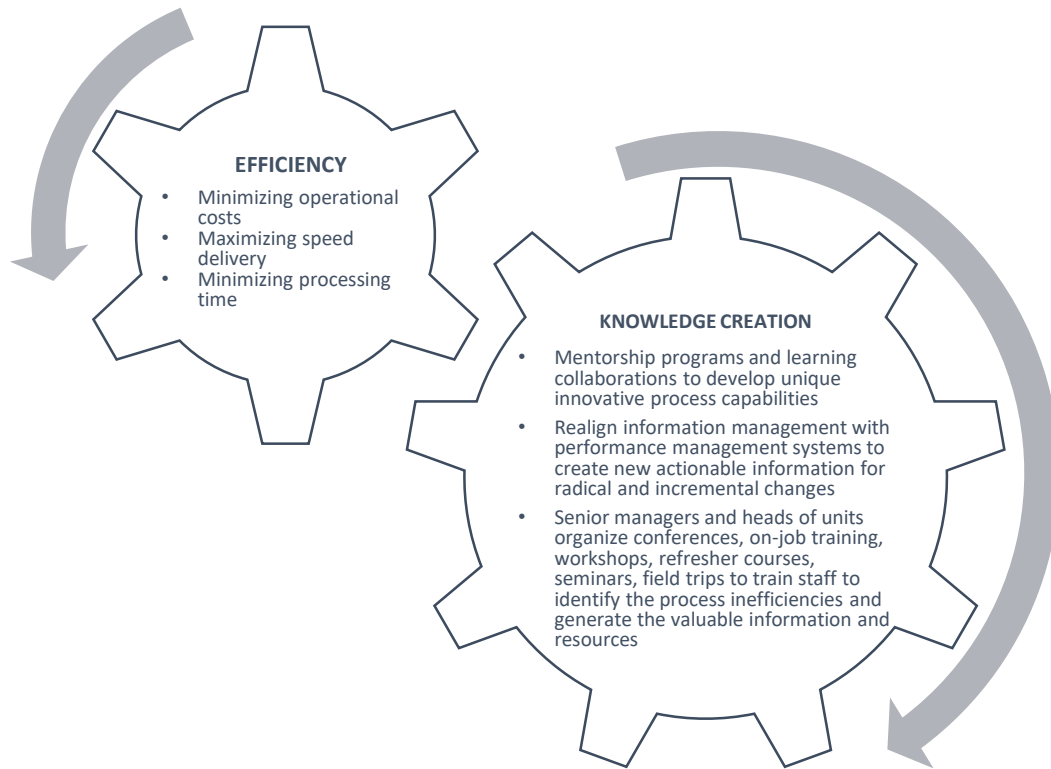 EFFICIENCY
• Minimizing operational
costs
• Maximizing speed
delivery
• Minimizing processing
time
KNOWLEDGE CREATION
• Mentorship programs and learning
collaborations to develop unique
innovative process capabilities
• Realign information management with
performance management systems to
create new actionable information for
radical and incremental changes
• Senior managers and heads of units
organize conferences, on-job training,
workshops, refresher courses,
seminars, field trips to train staff to
identify the process inefficiencies and
generate the valuable information and
resources